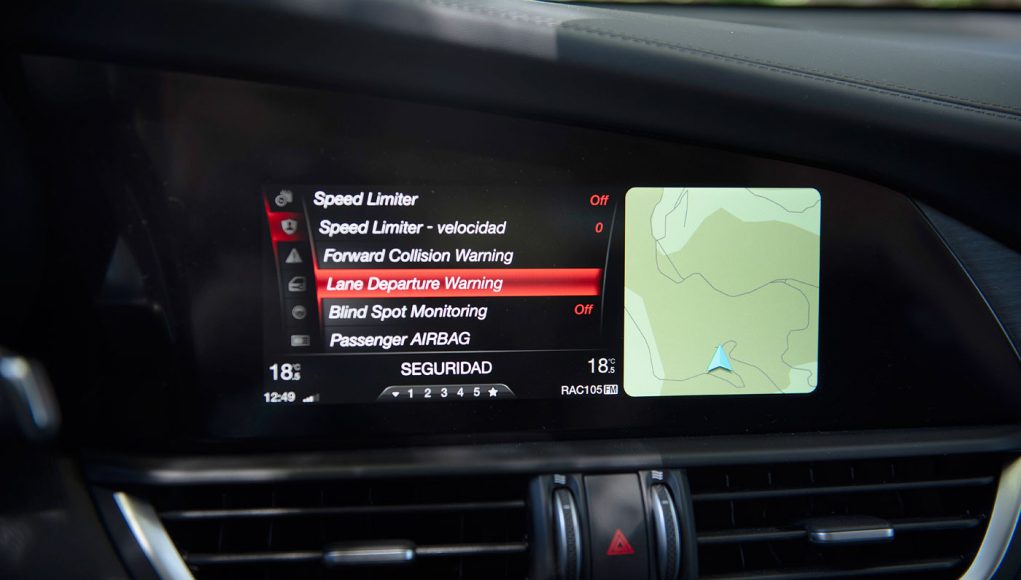 Speed Limiter Off
Speed Limiter - velocidad 0
Forward Collision Warning
Lane Departure Warning
Blind Spot Monitoring Off
Passenger AIRBAG
18°C.5 SEGURIDAD 18°C.5
12:49 1 2 3 4 5 RAC105 FM